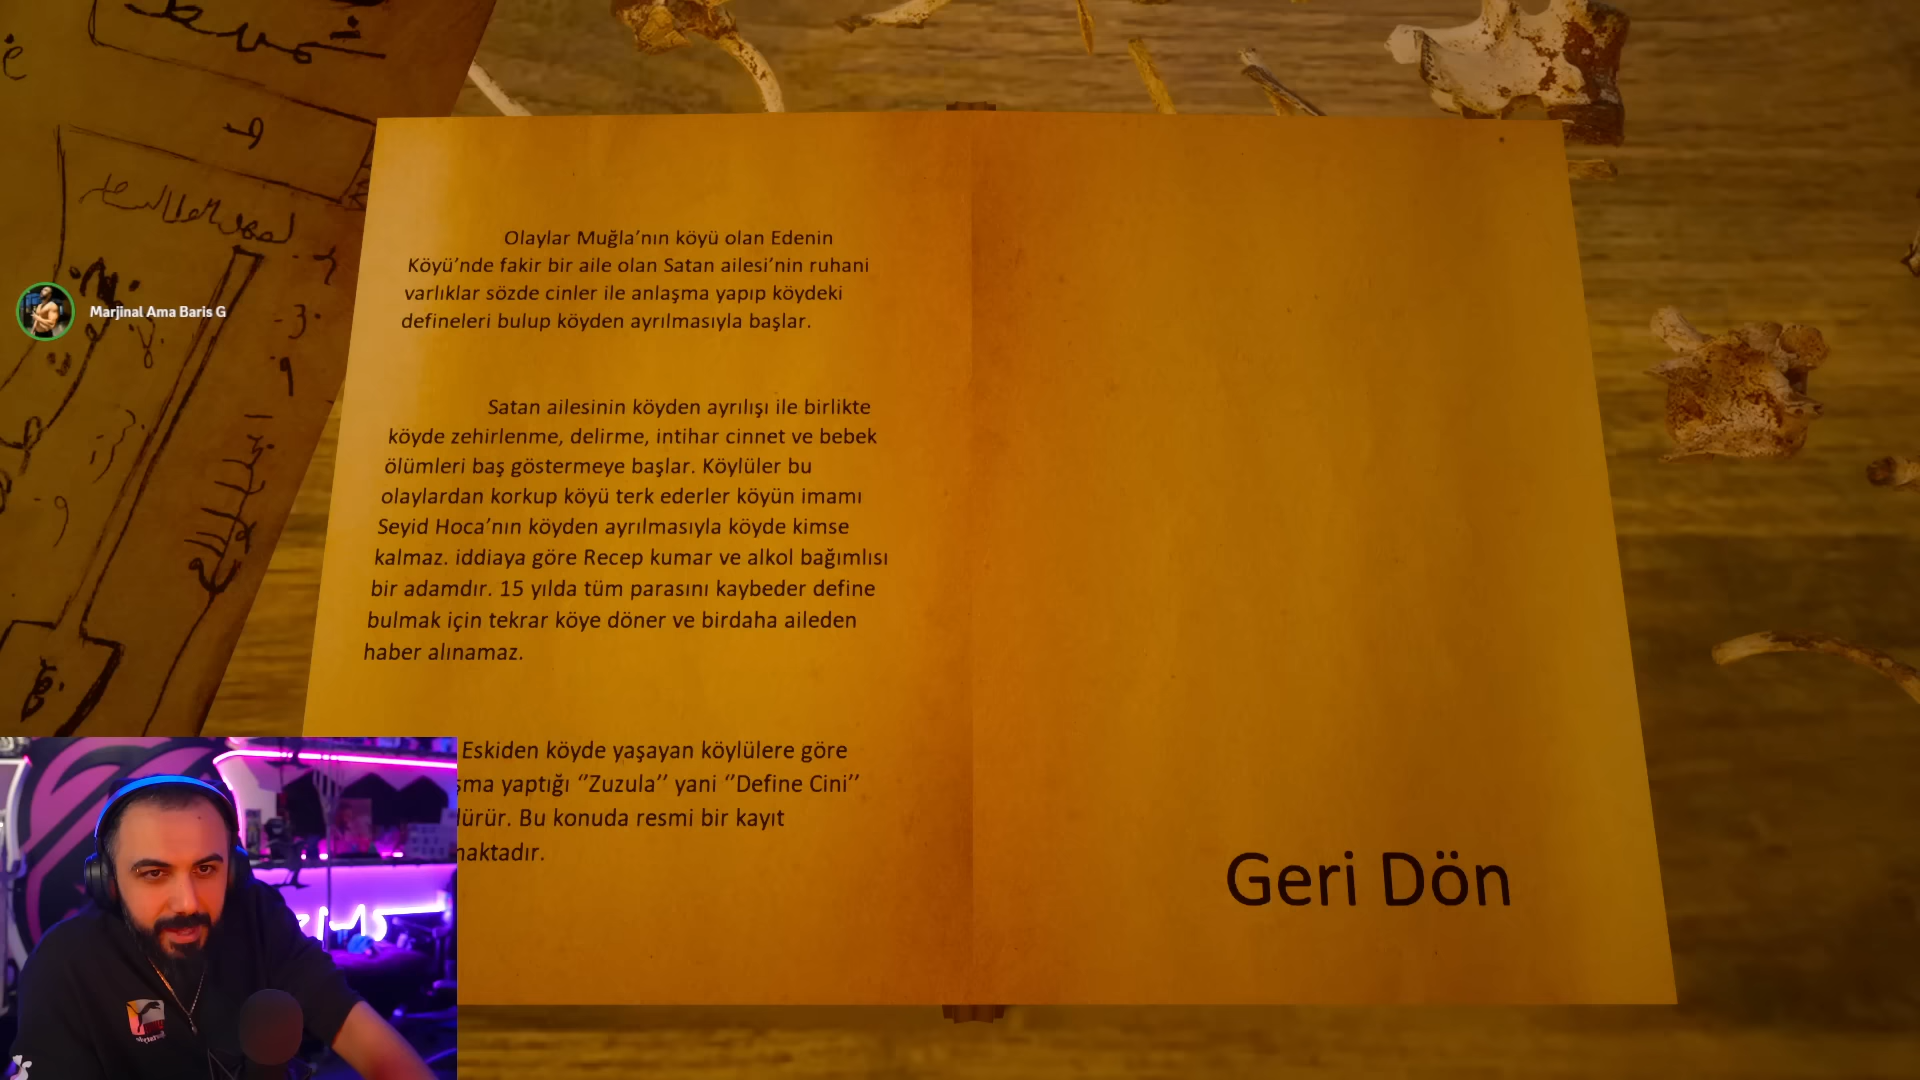 Marjinal Ama Baris G
Olaylar Muğla’nın köyü olan Edenin
Köyü’nde fakir bir aile olan Satan ailesi’nin ruhani
varlıklar sözde cinler ile anlaşma yapıp köydeki
defineleri bulup köyden ayrılmasıyla başlar.
Satan ailesinin köyden ayrılışı ile birlikte
köyde zehirlenme, delirme, intihar cinnet ve bebek
ölümleri baş göstermeye başlar. Köylüler bu
olaylardan korkup köyü terk ederler köyün imamı
Seyid Hoca’nın köyden ayrılmasıyla köyde kimse
kalmaz. iddiaya göre Recep kumar ve alkol bağımlısı
bir adamdır. 15 yılda tüm parasını kaybeder define
bulmak için tekrar köye döner ve birdaha aileden
haber alınamaz.
Eskiden köyde yaşayan köylülere göre
yaptığı ‘’Zuzula’’ yani ‘’Define Cini’’
Bu konuda resmi bir kayıt
Geri Dön